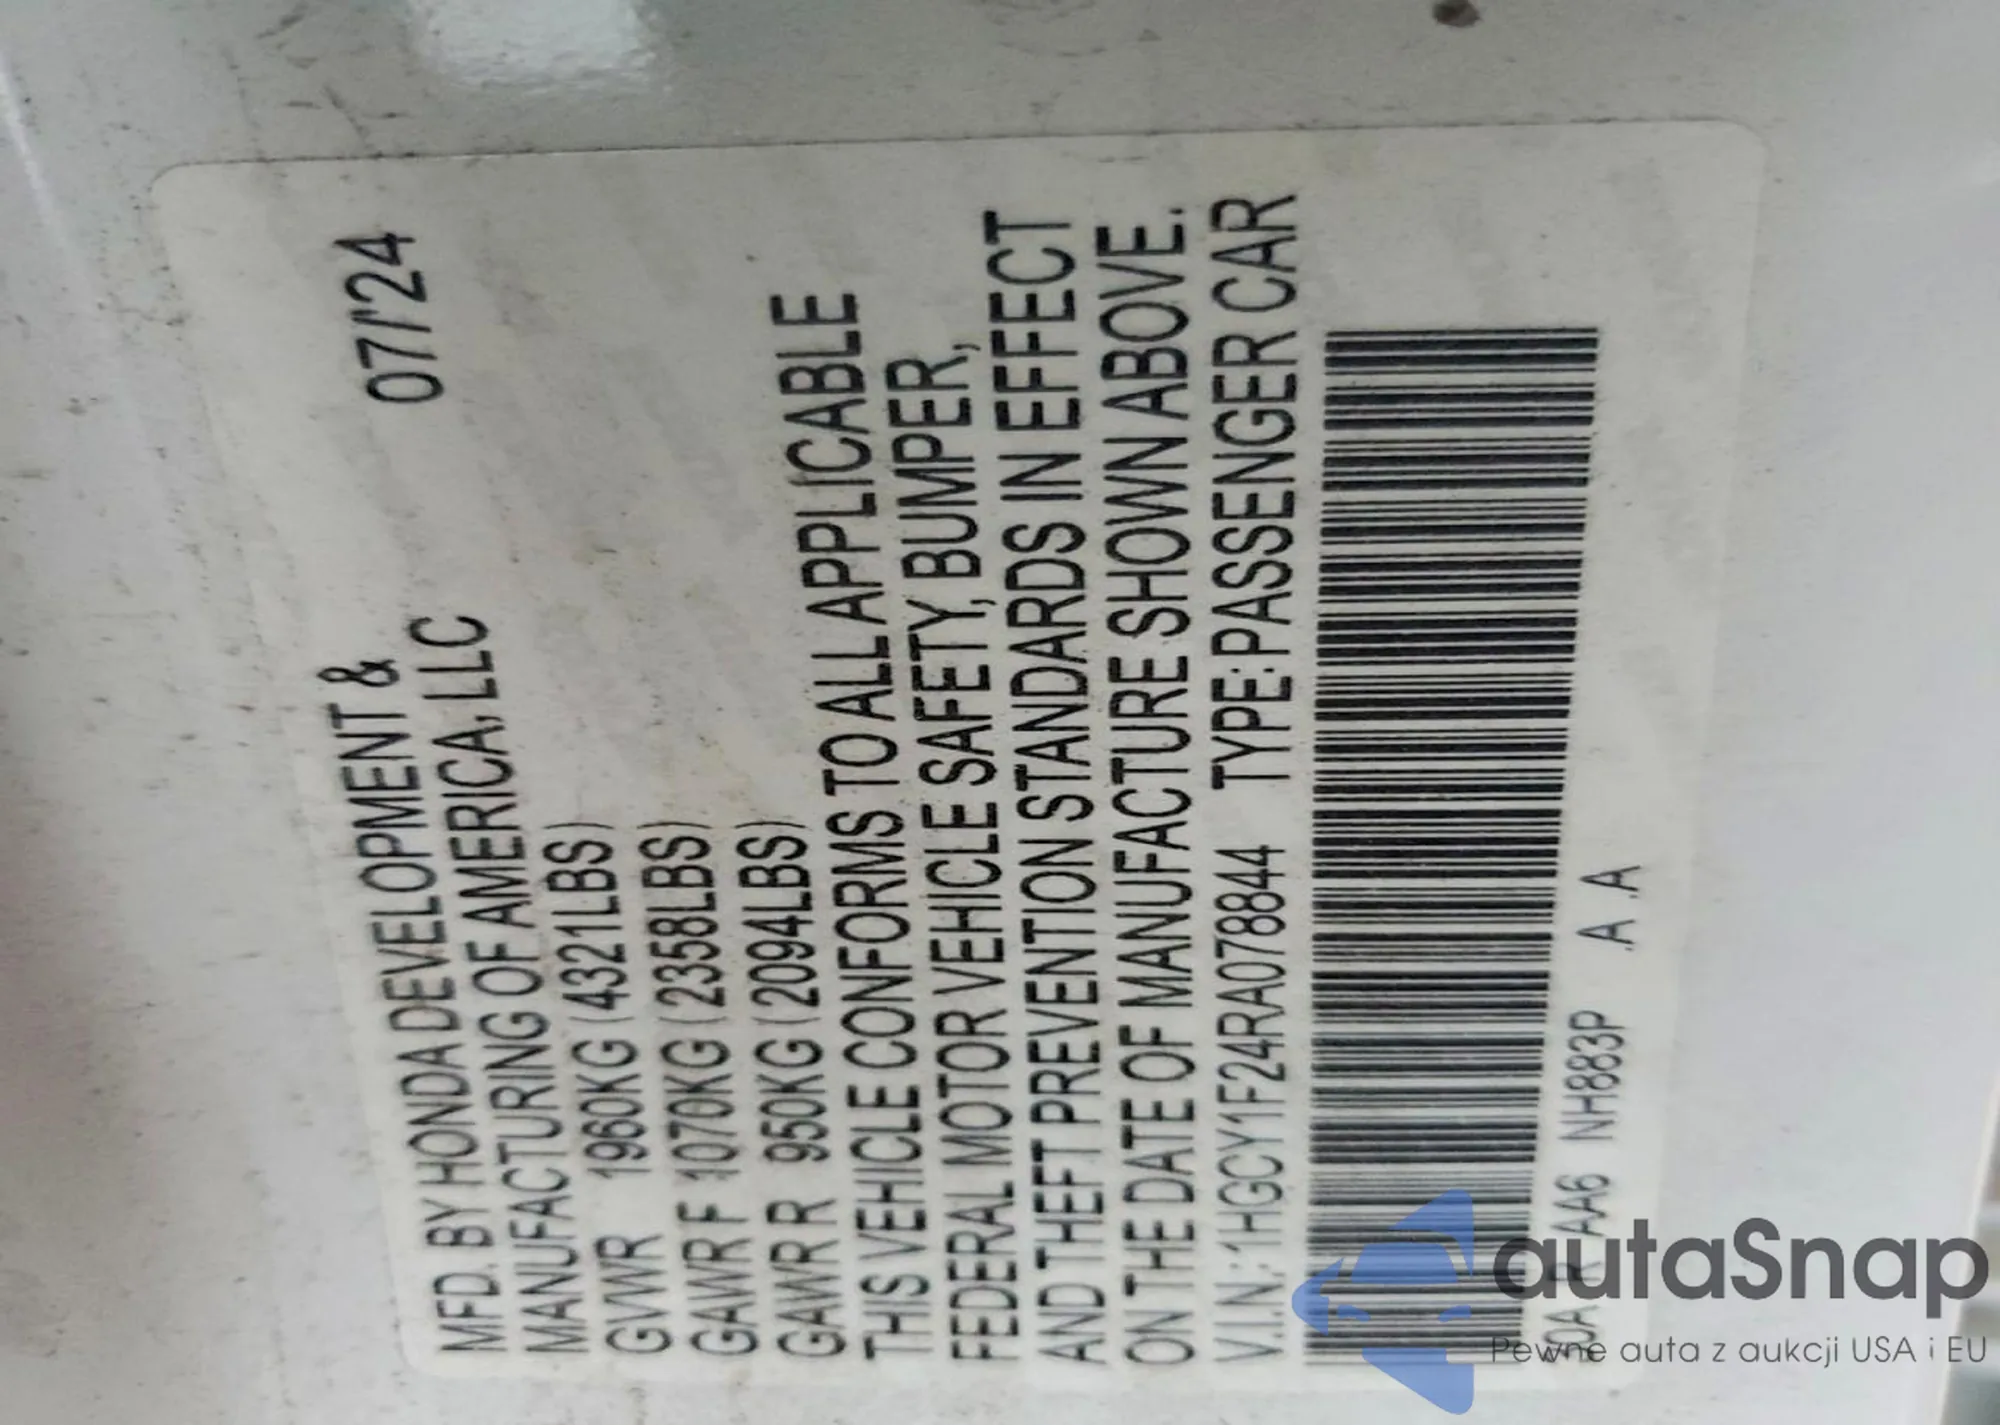 MFD. BY HONDA DEVELOPMENT & 07/'24
MANUFACTURING OF AMERICA, LLC
GVWR 1960KG (4321LBS)
GAWR F 1070KG (2358LBS)
GAWR R 950KG (2094LBS)
THIS VEHICLE CONFORMS TO ALL APPLICABLE
FEDERAL MOTOR VEHICLE SAFETY, BUMPER,
AND THEFT PREVENTION STANDARDS IN EFFECT
ON THE DATE OF MANUFACTURE SHOWN ABOVE.
V.I.N.:1HGCY1F24RA078844 TYPE:PASSENGER CAR
AA6 NH883P A A
autaSnap
Pewne auta z aukcji USA i EU